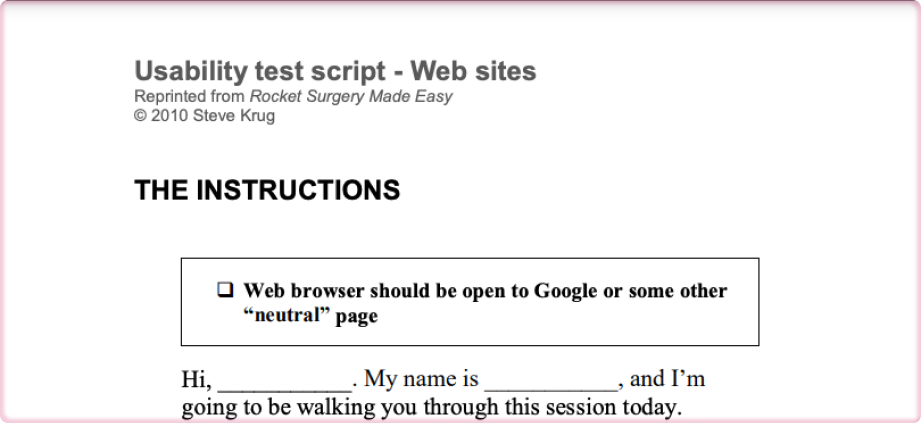 Usability test script - Web sites
Reprinted from Rocket Surgery Made Easy
© 2010 Steve Krug
THE INSTRUCTIONS
❑ Web browser should be open to Google or some other
“neutral” page
Hi, ___________. My name is ___________, and I’m
going to be walking you through this session today.